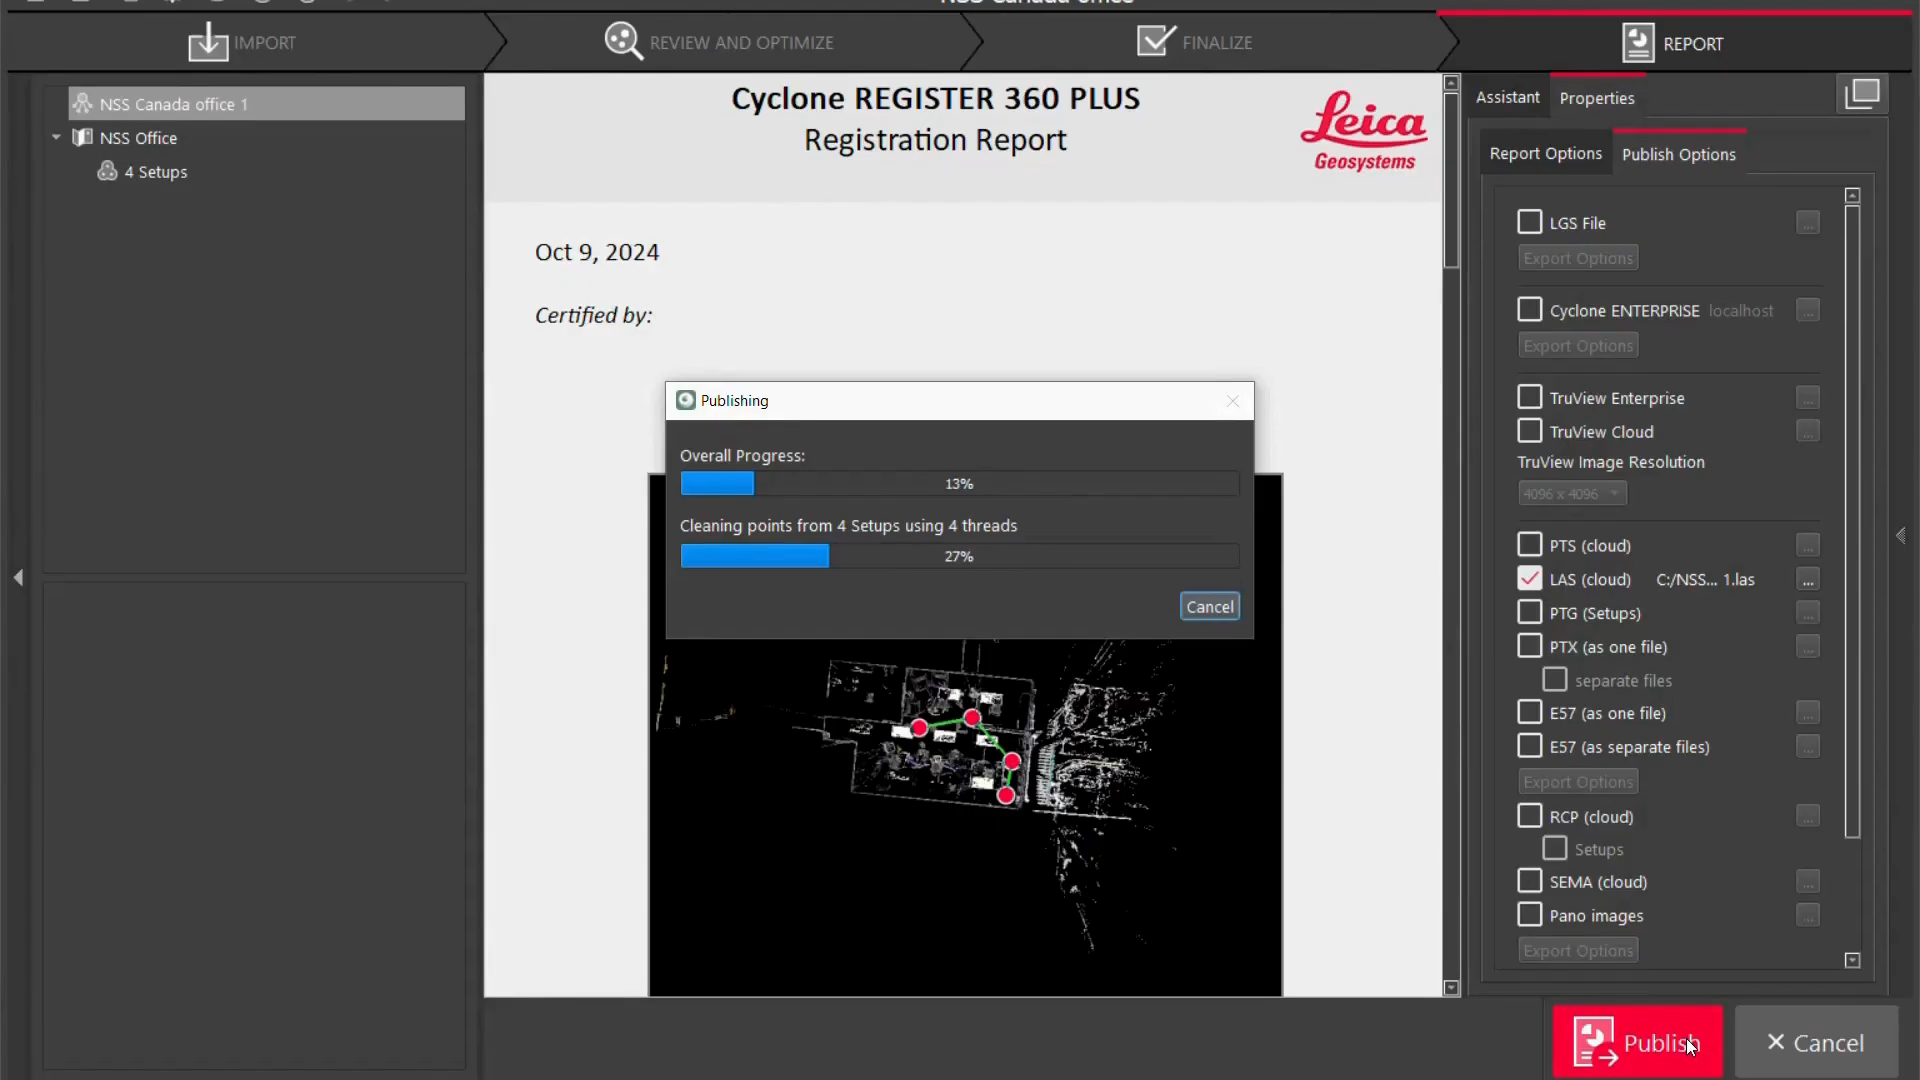 NSS Canada office
IMPORT
REVIEW AND OPTIMIZE
FINALIZE
REPORT
NSS Canada office 1
NSS Office
4 Setups
Cyclone REGISTER 360 PLUS
Registration Report
Leica
Geosystems
Oct 9, 2024
Certified by:
Publishing
Overall Progress:
13%
Cleaning points from 4 Setups using 4 threads
27%
Cancel
Assistant
Properties
Report Options
Publish Options
LGS File
...
Export Options
Cyclone ENTERPRISE localhost
...
Export Options
TruView Enterprise
...
TruView Cloud
...
TruView Image Resolution
4096 x 4096
PTS (cloud)
...
LAS (cloud) C:/NSS... 1.las
...
PTG (Setups)
...
PTX (as one file)
...
separate files
E57 (as one file)
...
E57 (as separate files)
...
Export Options
RCP (cloud)
...
Setups
SEMA (cloud)
...
Pano images
...
Export Options
Publish
Cancel